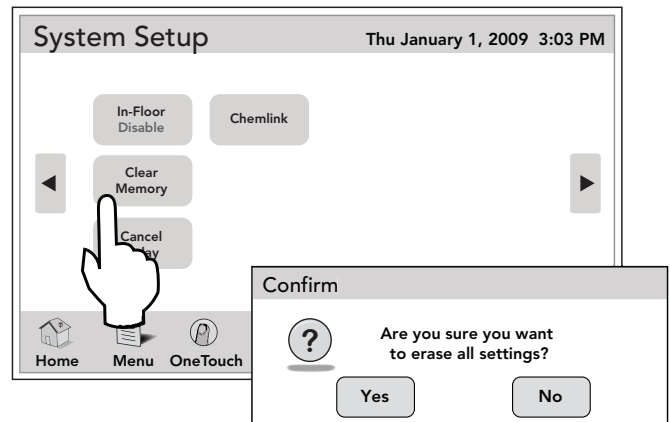 System Setup
Thu January 1, 2009 3:03 PM
In-Floor
Disable
Chemlink
Clear
Memory
Cancel
Home
Menu
OneTouch
Confirm
?
Are you sure you want
to erase all settings?
Yes
No